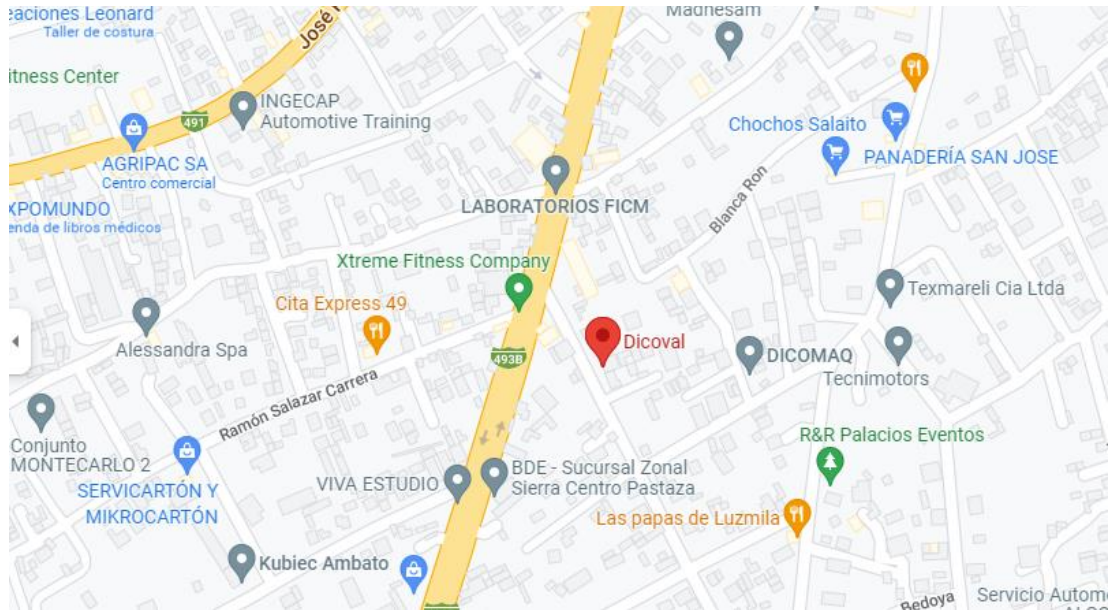 eaciones Leonard
Taller de costura
José
Madnesam
itness Center
INGECAP
Automotive Training
491
Chochos Salaito
PANADERÍA SAN JOSE
AGRIPAC SA
Centro comercial
LABORATORIOS FICM
Blanca Ron
XPOMUNDO
enda de libros médicos
Xtreme Fitness Company
Texmareli Cia Ltda
Cita Express 49
Dicoval
Alessandra Spa
493B
DICOMAQ
Tecnimotors
Ramón Salazar Carrera
Conjunto
MONTECARLO 2
R&R Palacios Eventos
SERVICARTÓN Y
MIKROCARTÓN
VIVA ESTUDIO
BDE - Sucursal Zonal
Sierra Centro Pastaza
Las papas de Luzmila
Kubiec Ambato
Bedoya
Servicio Autom